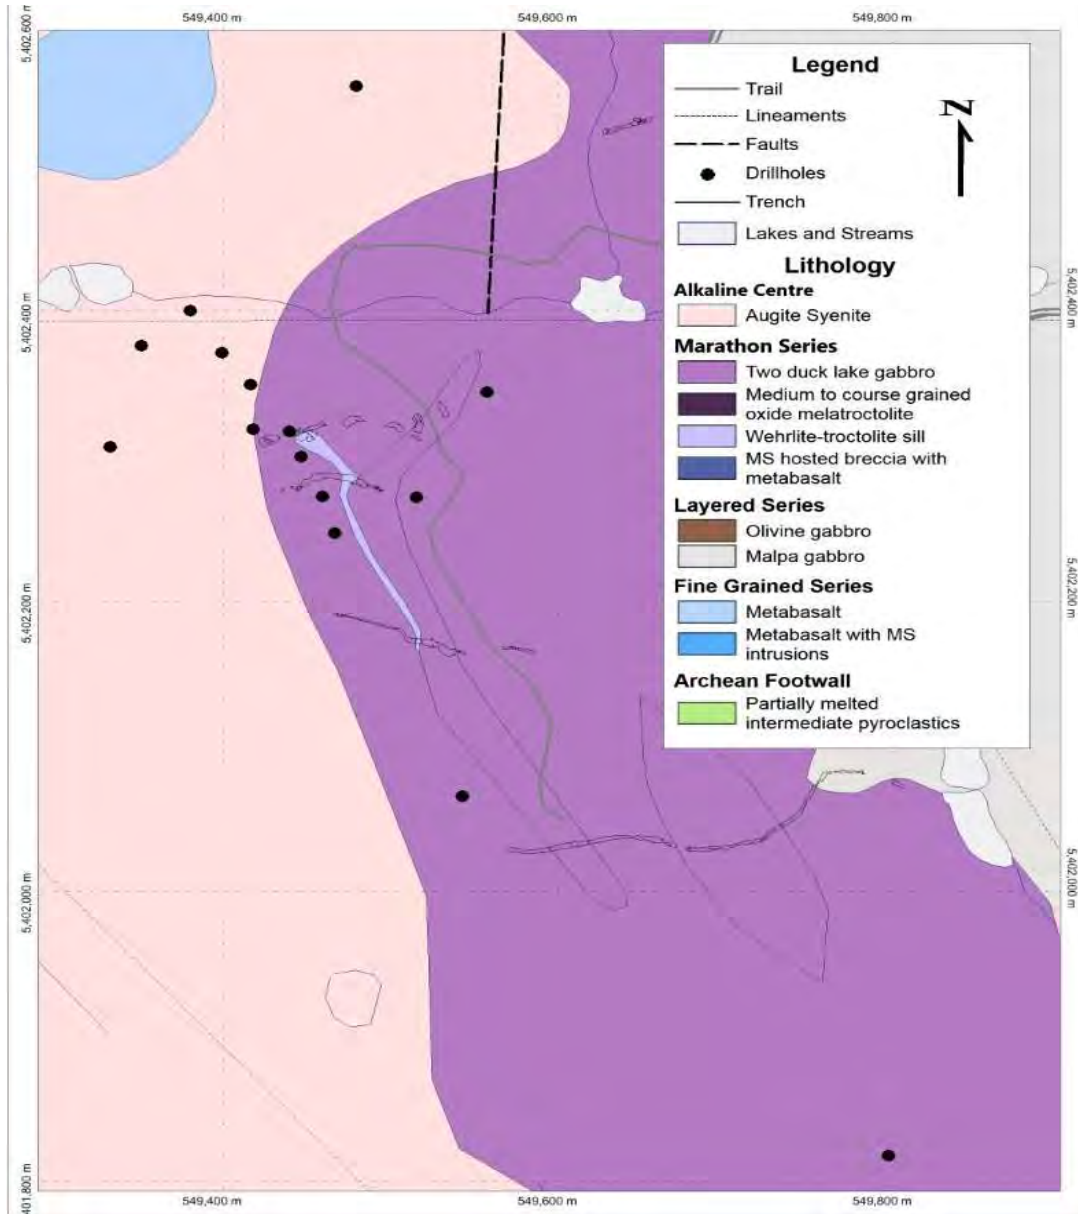 549,400 m
549,600 m
549,800 m
5,402,600 m
Legend
Trail
Lineaments
Faults
Drillholes
Trench
Lakes and Streams
N
Lithology
Alkaline Centre
Augite Syenite
Marathon Series
Two duck lake gabbro
Medium to course grained
oxide melatroctolite
Wehrlite-troctolite sill
MS hosted breccia with
metabasalt
Layered Series
Olivine gabbro
Malpa gabbro
Fine Grained Series
Metabasalt
Metabasalt with MS
intrusions
Archean Footwall
Partially melted
intermediate pyroclastics
5,402,400 m
5,402,400 m
5,402,200 m
5,402,200 m
5,402,000 m
5,402,000 m
401,800 m
549,400 m
549,600 m
549,800 m